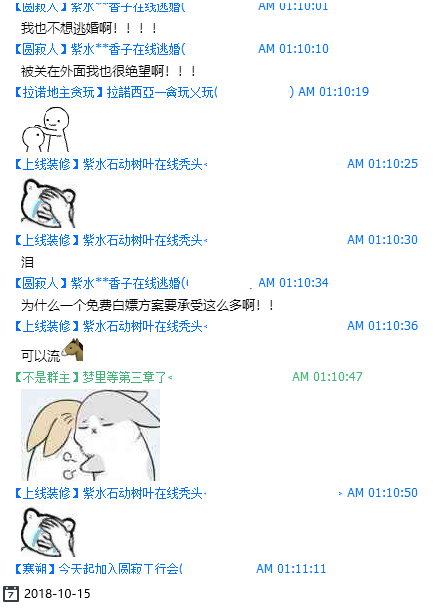 【圆寂人】紫水**香子在线逃婚( AM 01:10:01
我也不想逃婚啊！！！！
【圆寂人】紫水**香子在线逃婚( AM 01:10:10
被关在外面我也很绝望啊！！！
【拉诺地主贪玩】拉諾西亞一貪玩乂玩( ) AM 01:10:19
【上线装修】紫水石动树叶在线秃头< AM 01:10:25
【上线装修】紫水石动树叶在线秃头< AM 01:10:30
泪
【圆寂人】紫水**香子在线逃婚( AM 01:10:34
为什么一个免费白嫖方案要承受这么多啊！！
【上线装修】紫水石动树叶在线秃头< AM 01:10:36
可以流
【不是群主】梦里等第三章了< AM 01:10:47
【上线装修】紫水石动树叶在线秃头 > AM 01:10:50
【寒朔】今天起加入圆寂工行会( AM 01:11:11
7 2018-10-15